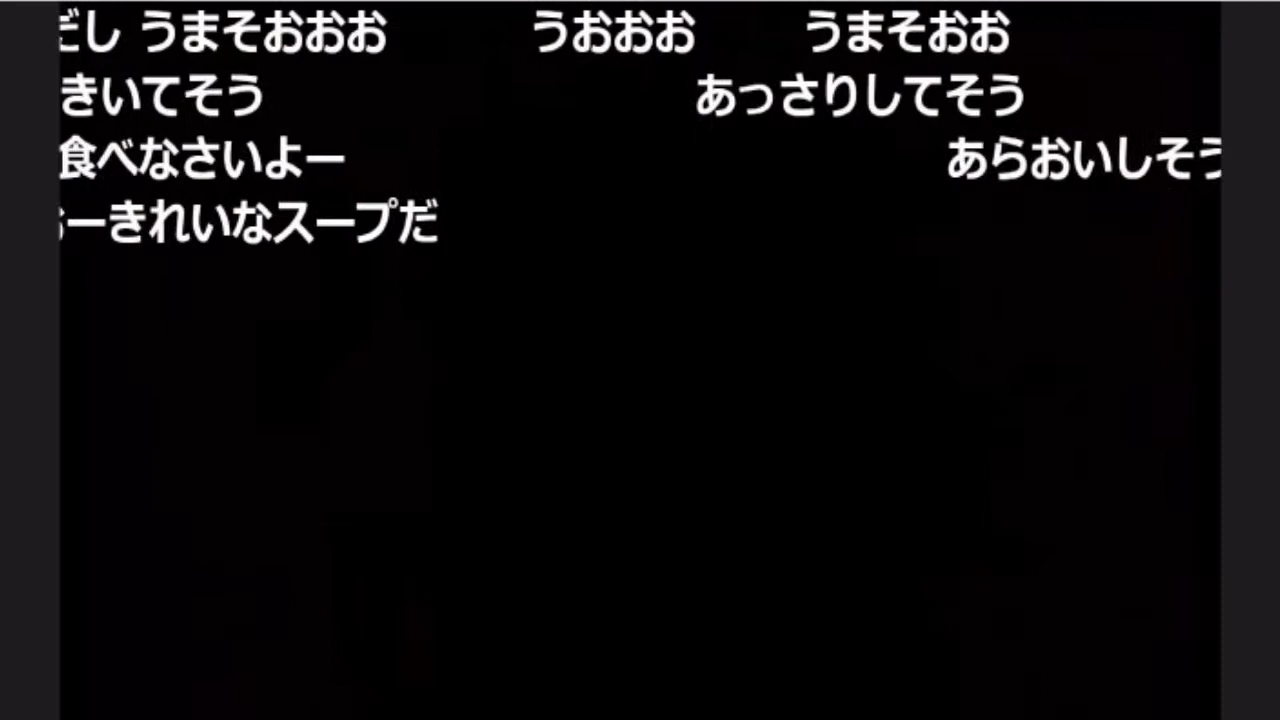 だし うまそおおお うおおお うまそおお
きいてそう あっさりしてそう
食べなさいよー あらおいしそう
おーきれいなスープだ